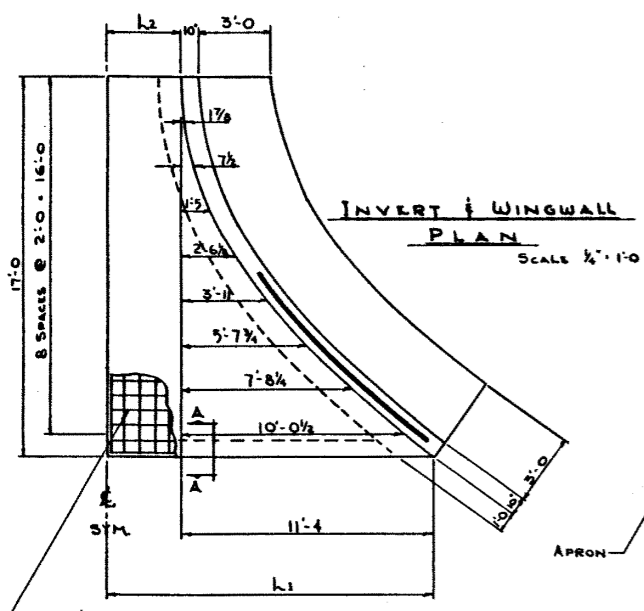 L2
10"
3'-0
1 7/8
7 1/2
1'-5
2'-6 1/8
3'-11
5'-7 3/4
7'-8 1/4
10'-0 1/2
17'-0
8 SPACES @ 2'-0 = 16'-0
INVERT & WINGWALL
PLAN
SCALE 1/4" = 1'-0
A
A
℄
SYM.
11'-4
L1
1'-0
10"
3'-0
APRON